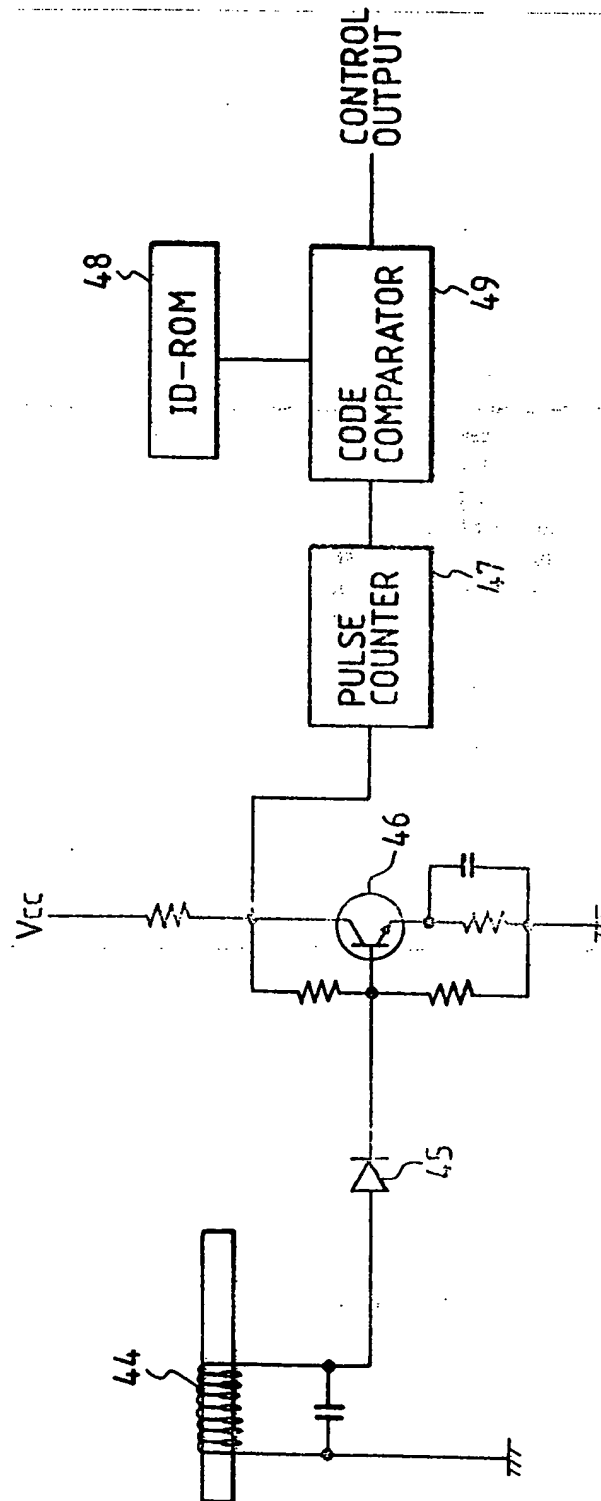 44
45
VCC
46
PULSE
COUNTER
47
ID-ROM
48
CODE
COMPARATOR
49
CONTROL
OUTPUT